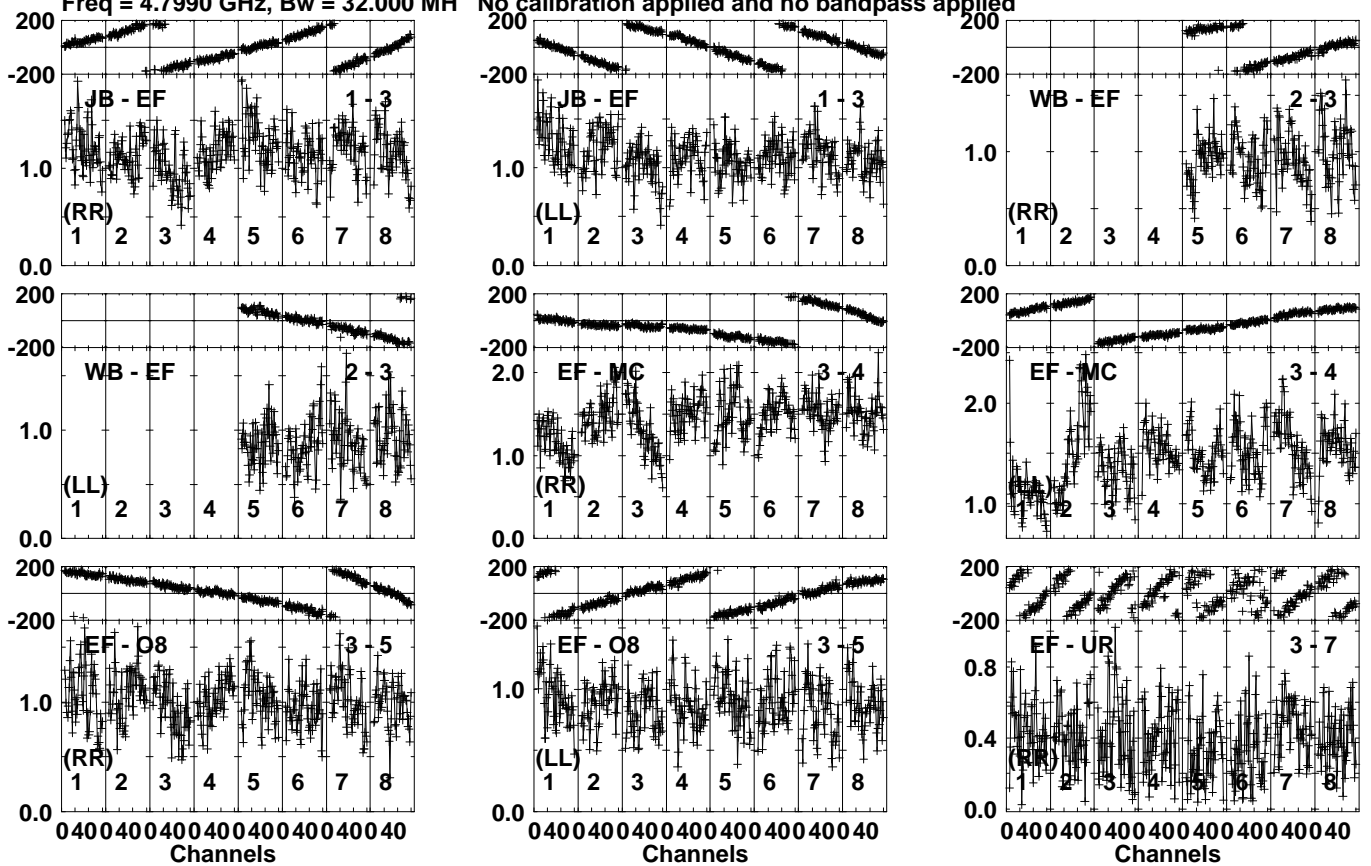 Freq = 4.7990 GHz, Bw = 32.000 MH No calibration applied and no bandpass applied
200 200 200
-200 -200 -200
JB - EF 1 - 3 JB - EF 1 - 3 WB - EF 2 - 3
1.0 1.0 1.0
(RR) (LL) (RR)
1 2 3 4 5 6 7 8 1 2 3 4 5 6 7 8 1 2 3 4 5 6 7 8
0.0 0.0 0.0
200 200 200
-200 -200 -200
WB - EF 2 - 3 EF - MC 3 - 4 EF - MC 3 - 4
2.0 2.0
1.0 1.0 1.0
(LL) (RR) (LL)
1 2 3 4 5 6 7 8 1 2 3 4 5 6 7 8 1 2 3 4 5 6 7 8
0.0 0.0
200 200 200
-200 -200 -200
EF - O8 3 - 5 EF - O8 3 - 5 EF - UR 3 - 7
1.0 1.0 0.8
0.4
(RR) (LL) (RR)
1 2 3 4 5 6 7 8 1 2 3 4 5 6 7 8 1 2 3 4 5 6 7 8
0.0 0.0 0.0
0 40 0 40 0 40 0 40 0 40 0 40 0 40 0 40 0 40 0 40 0 40 0 40 0 40 0 40 0 40 0 40 0 40 0 40 0 40 0 40 0 40 0 40 0 40 0 40
Channels Channels Channels